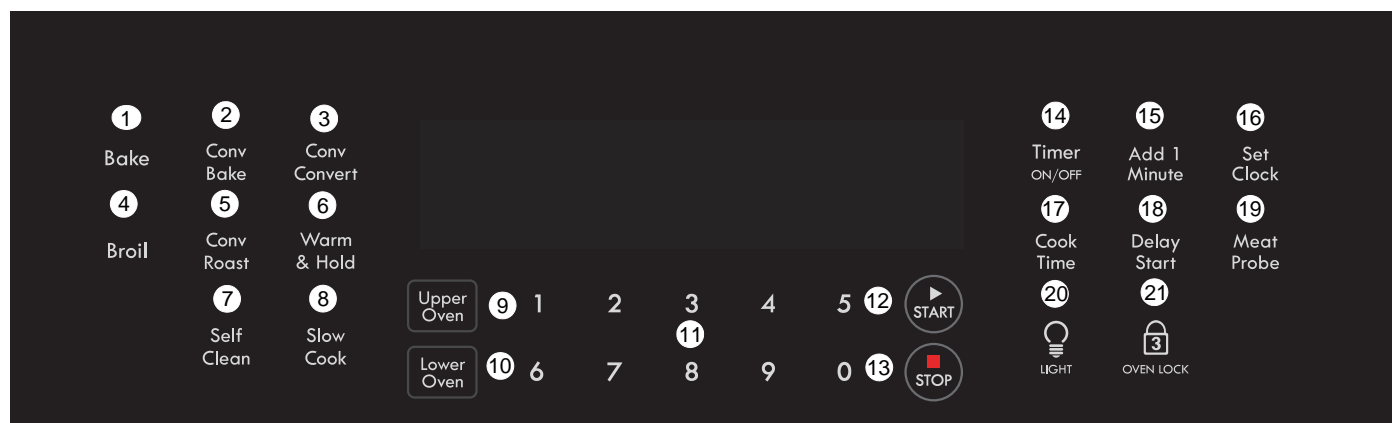 1 2 3
Bake Conv Conv
Bake Convert
4 5 6
Broil Conv Warm
Roast & Hold
7 8
Self Slow
Clean Cook
Upper
Oven
9 1 2 3 4 5 12 START
11
Lower
Oven
10 6 7 8 9 0 13 STOP
14 15 16
Timer Add 1 Set
ON/OFF Minute Clock
17 18 19
Cook Delay Meat
Time Start Probe
20 21
3
LIGHT OVEN LOCK